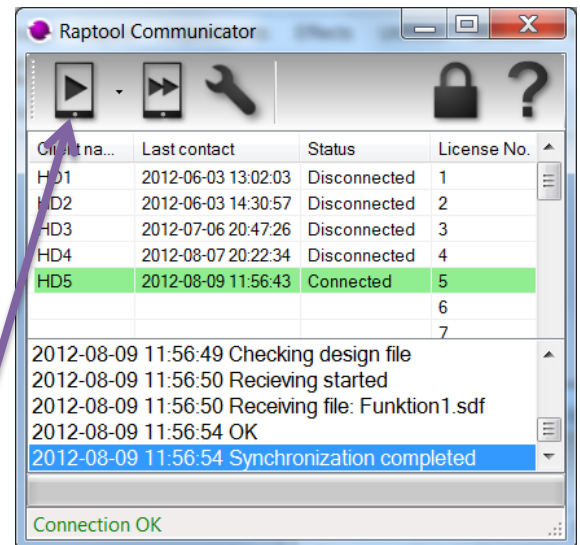 Raptool Communicator
Last contact Status License No.
HD1 2012-06-03 13:02:03 Disconnected 1
HD2 2012-06-03 14:30:57 Disconnected 2
HD3 2012-07-06 20:47:26 Disconnected 3
HD4 2012-08-07 20:22:34 Disconnected 4
HD5 2012-08-09 11:56:43 Connected 5
6
7
2012-08-09 11:56:49 Checking design file
2012-08-09 11:56:50 Recieving started
2012-08-09 11:56:50 Receiving file: Funktion1.sdf
2012-08-09 11:56:54 OK
2012-08-09 11:56:54 Synchronization completed
Connection OK